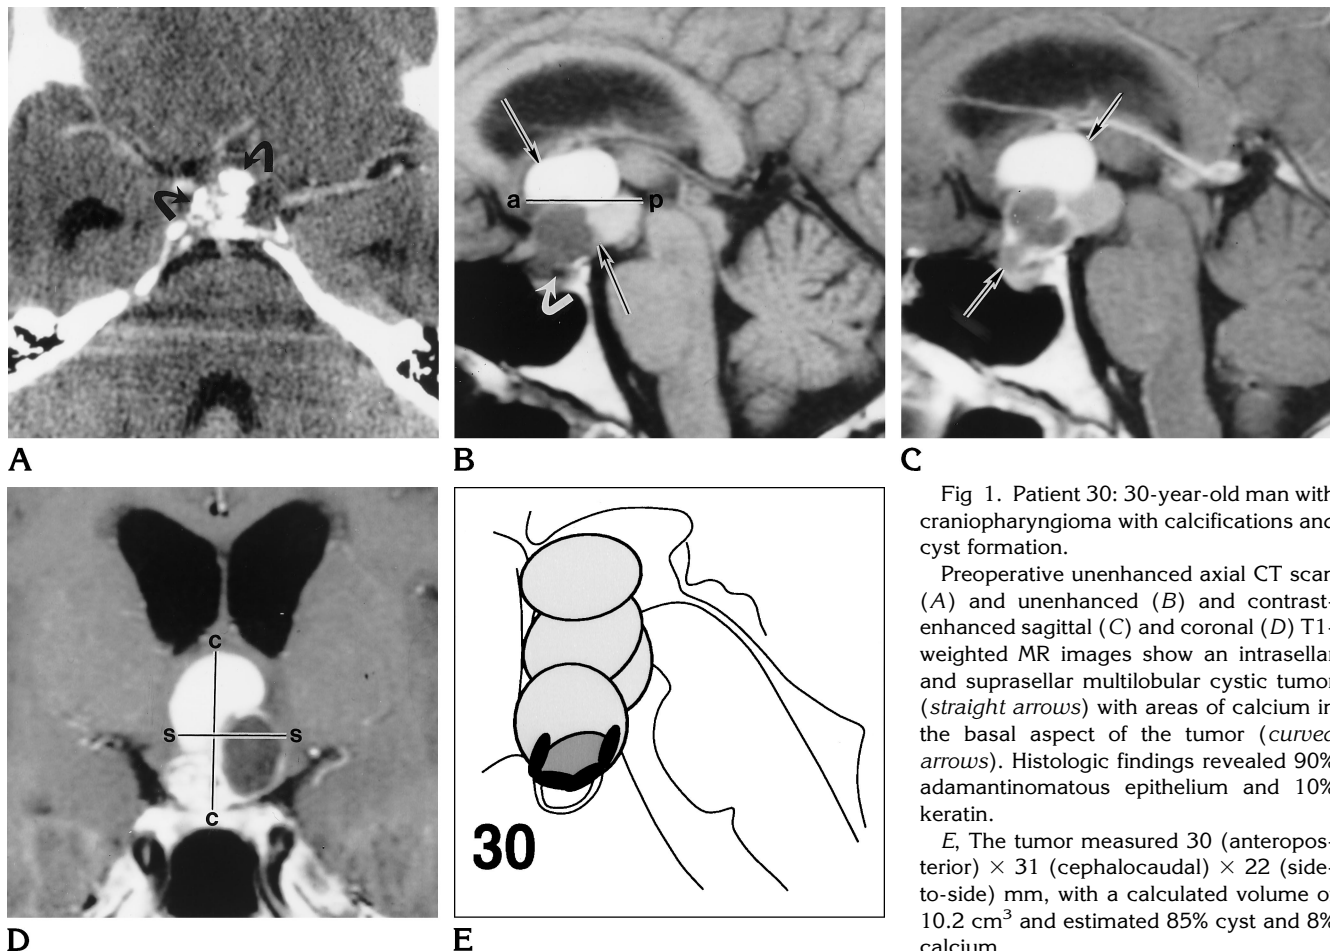 a
p
A
B
C
Fig 1. Patient 30: 30-year-old man with
craniopharyngioma with calcifications and
cyst formation.
Preoperative unenhanced axial CT scan
(A) and unenhanced (B) and contrast-
enhanced sagittal (C) and coronal (D) T1-
weighted MR images show an intrasellar
and suprasellar multilobular cystic tumor
(straight arrows) with areas of calcium in
the basal aspect of the tumor (curved
arrows). Histologic findings revealed 90%
adamantinomatous epithelium and 10%
keratin.
E, The tumor measured 30 (anteropos-
terior) × 31 (cephalocaudal) × 22 (side-
to-side) mm, with a calculated volume of
10.2 cm³ and estimated 85% cyst and 8%
calcium.
c
s
s
c
30
D
E